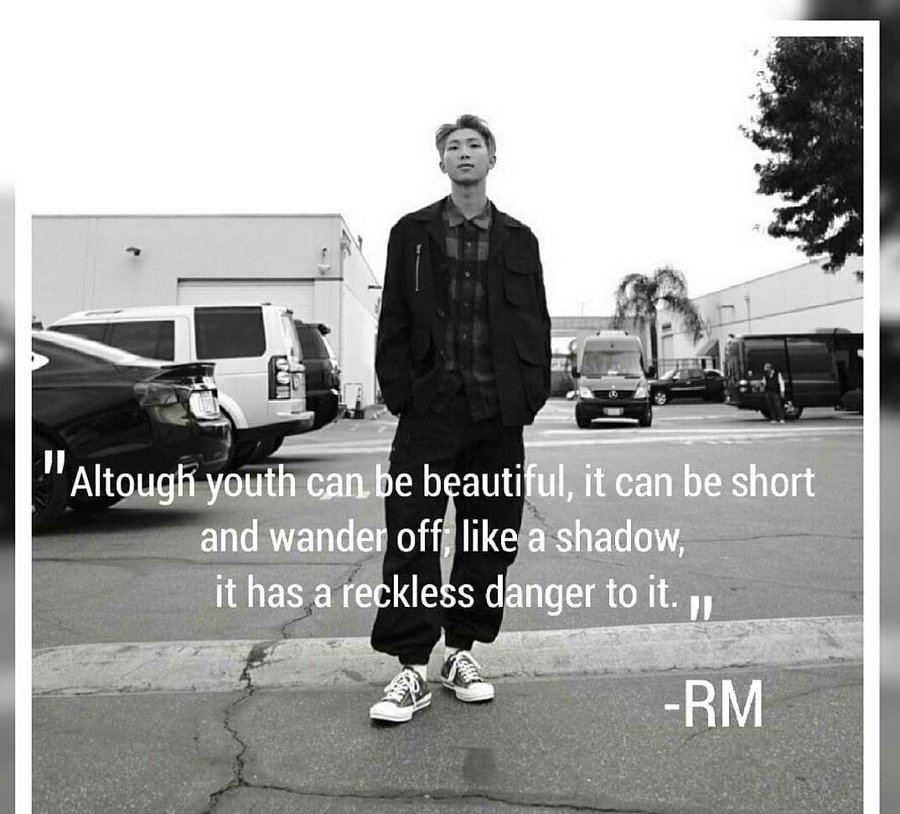 "Altough youth can be beautiful, it can be short
and wander off; like a shadow,
it has a reckless danger to it."
-RM